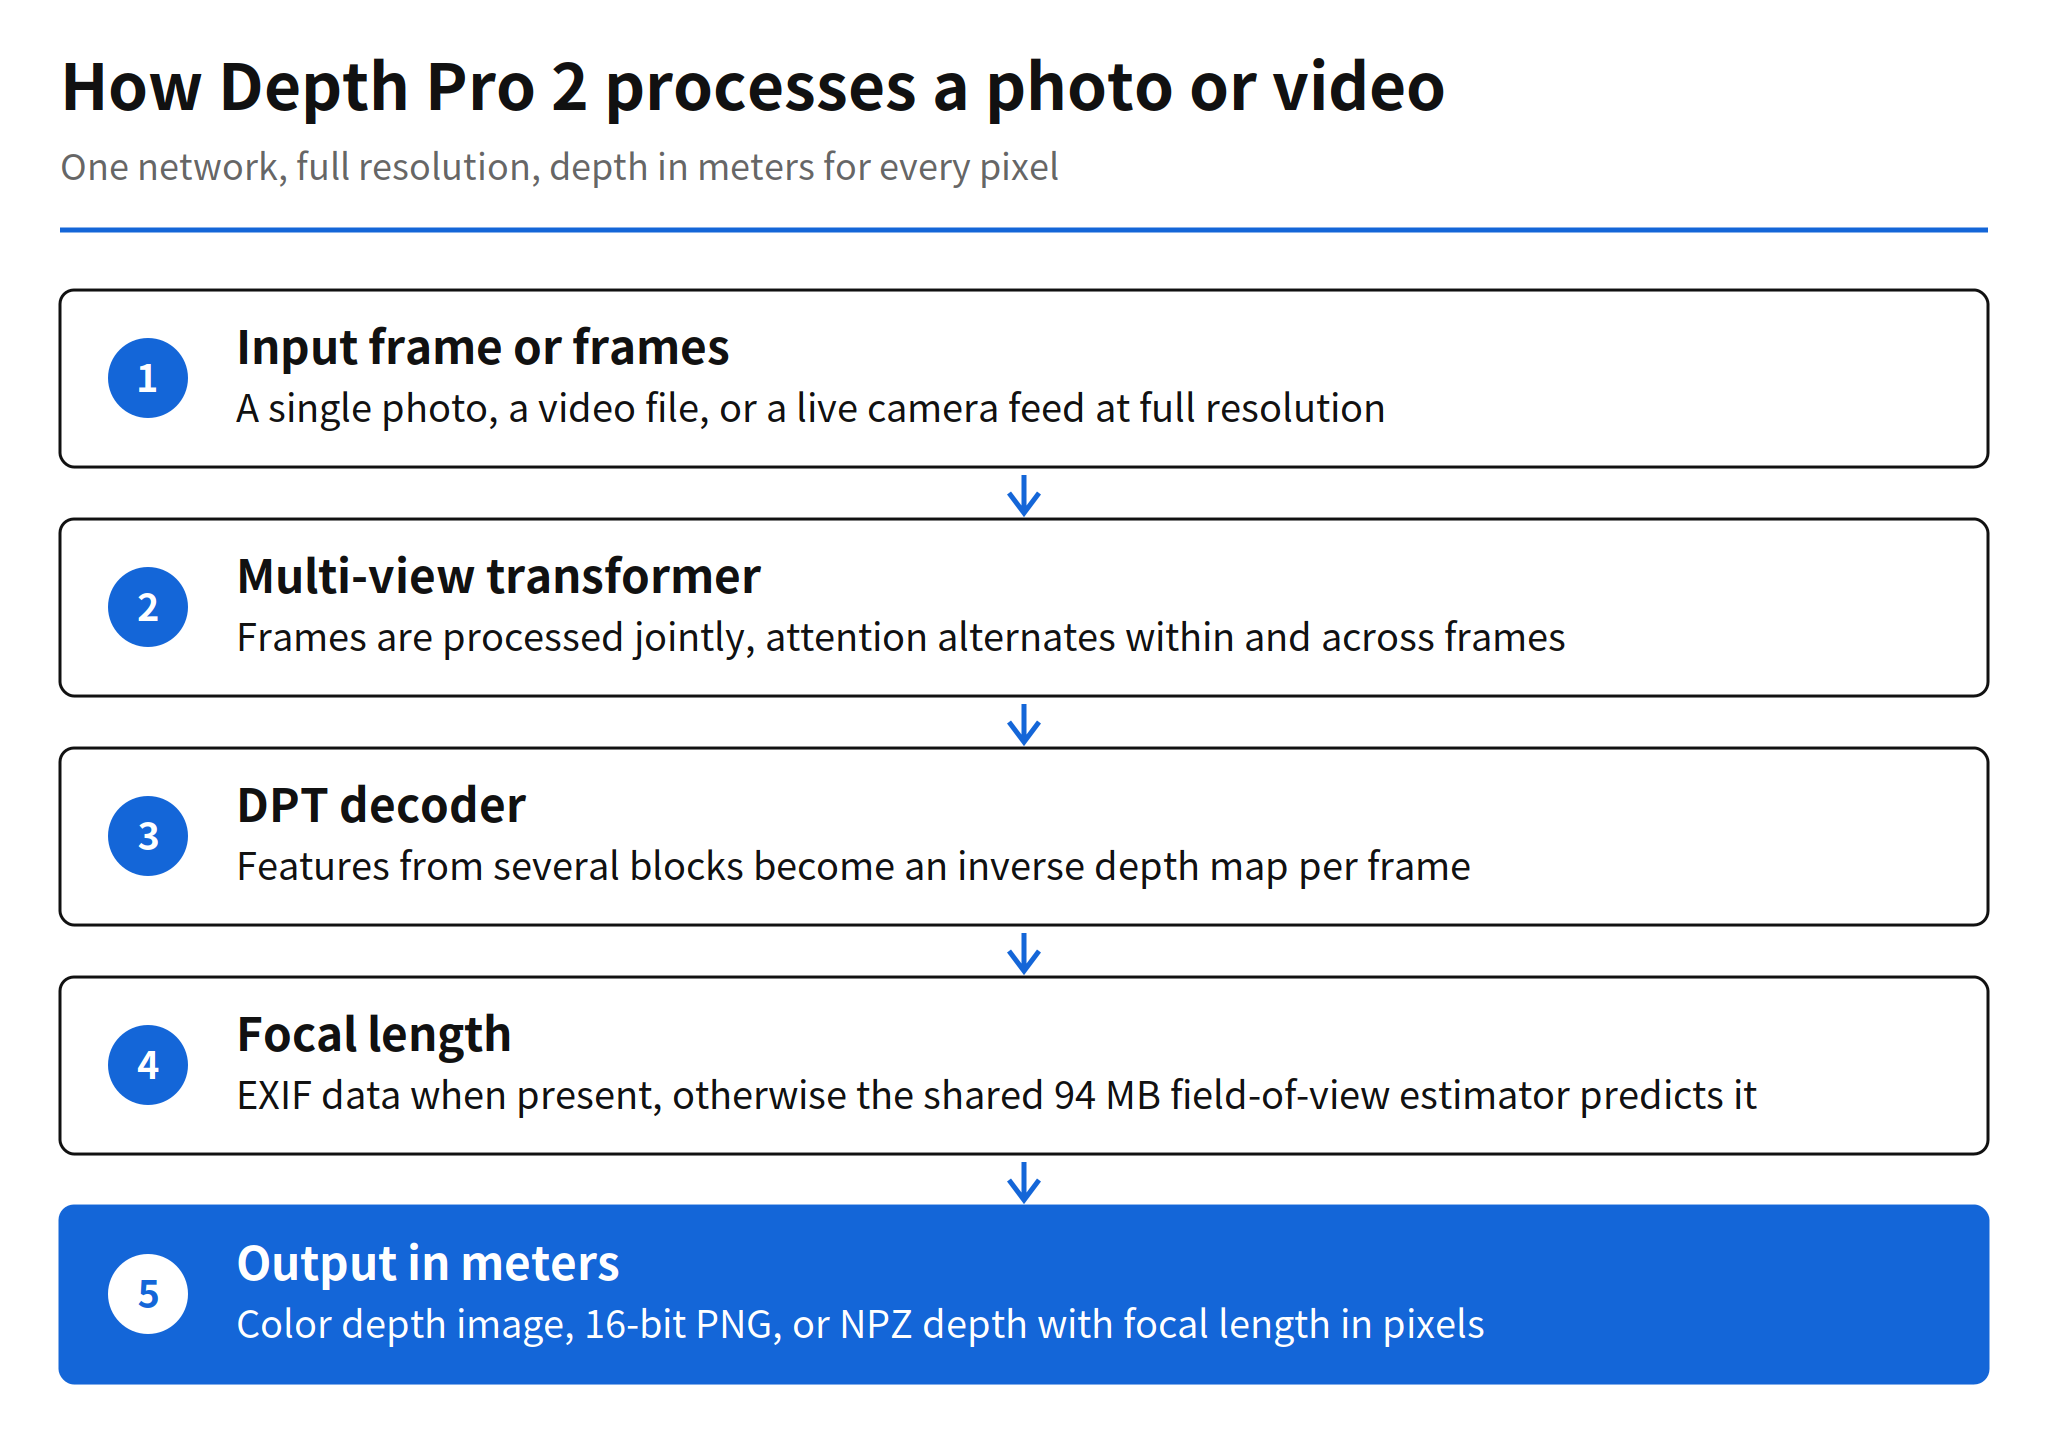 How Depth Pro 2 processes a photo or video
One network, full resolution, depth in meters for every pixel
1
Input frame or frames
A single photo, a video file, or a live camera feed at full resolution
2
Multi-view transformer
Frames are processed jointly, attention alternates within and across frames
3
DPT decoder
Features from several blocks become an inverse depth map per frame
4
Focal length
EXIF data when present, otherwise the shared 94 MB field-of-view estimator predicts it
5
Output in meters
Color depth image, 16-bit PNG, or NPZ depth with focal length in pixels